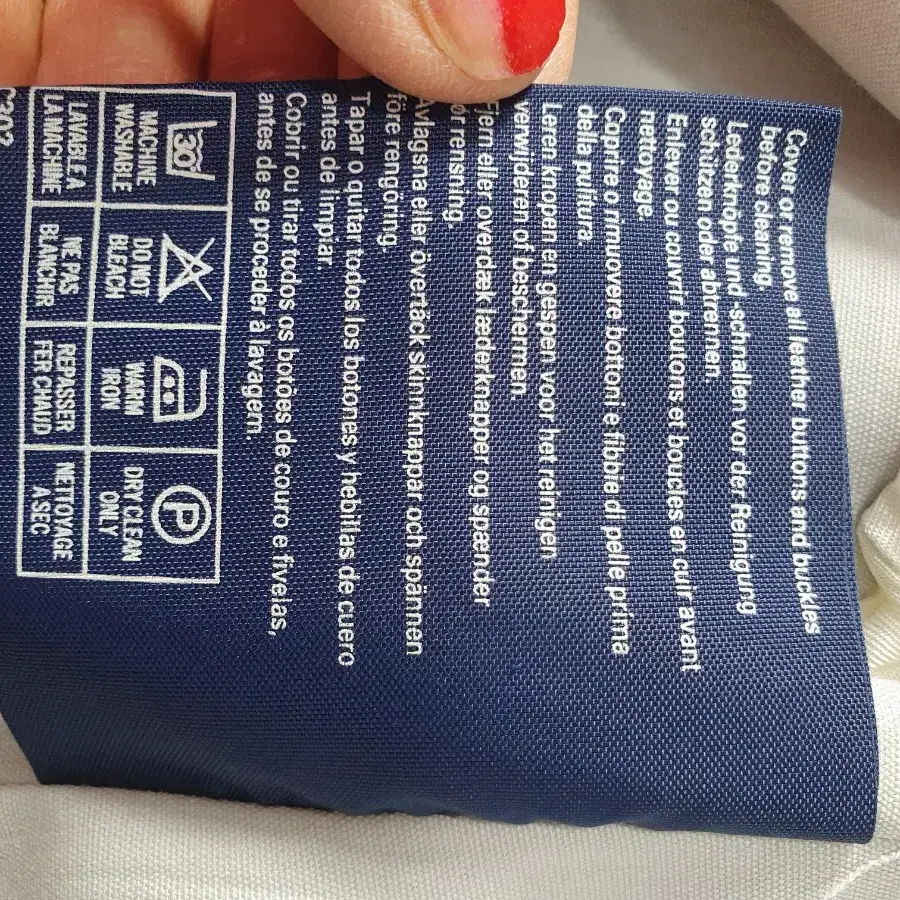 Cover or remove all leather buttons and buckles
before cleaning.
Lederknöpfe und -schnallen vor der Reinigung
schützan oder abtrennen.
Enlever ou couvrir boutons et boucles en cuir avant
nettoyage.
Coprire o rimuovere bottoni e fibbie di pelle prima
della pulitura.
Leren knopen en gespen voor het reinigen
verwijderen of beschermen.
Fjern eller overdæk læderknapper og spænder
før rensning.
Avlägsna eller övertäck skinnknappar och spännen
före rengöring.
Tapar o quitar todos los botones y hebillas de cuero
antes de limpiar.
Cobrir ou tirar todos os botões de couro e fivelas,
antes de se proceder à lavagem.
30
P
MACHINE DO NOT WARM DRY CLEAN
WASHABLE BLEACH IRON ONLY
LAVABLE A NE PAS REPASSER NETTOYAGE
LA MACHINE BLANCHIR FER CHAUD A SEC